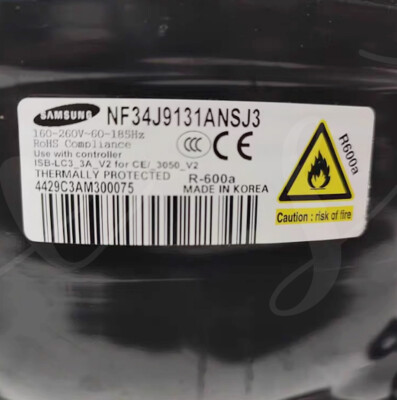 SAMSUNG NF34J9131ANSJ3
160-260V~60-185Hz
RoHS Compliance
Use with controller
ISB-LC3_3A_V2 for CE/_3050_V2
THERMALLY PROTECTED R-600a
4429C3AM300075 MADE IN KOREA
CCC
R600a
Caution : risk of fire